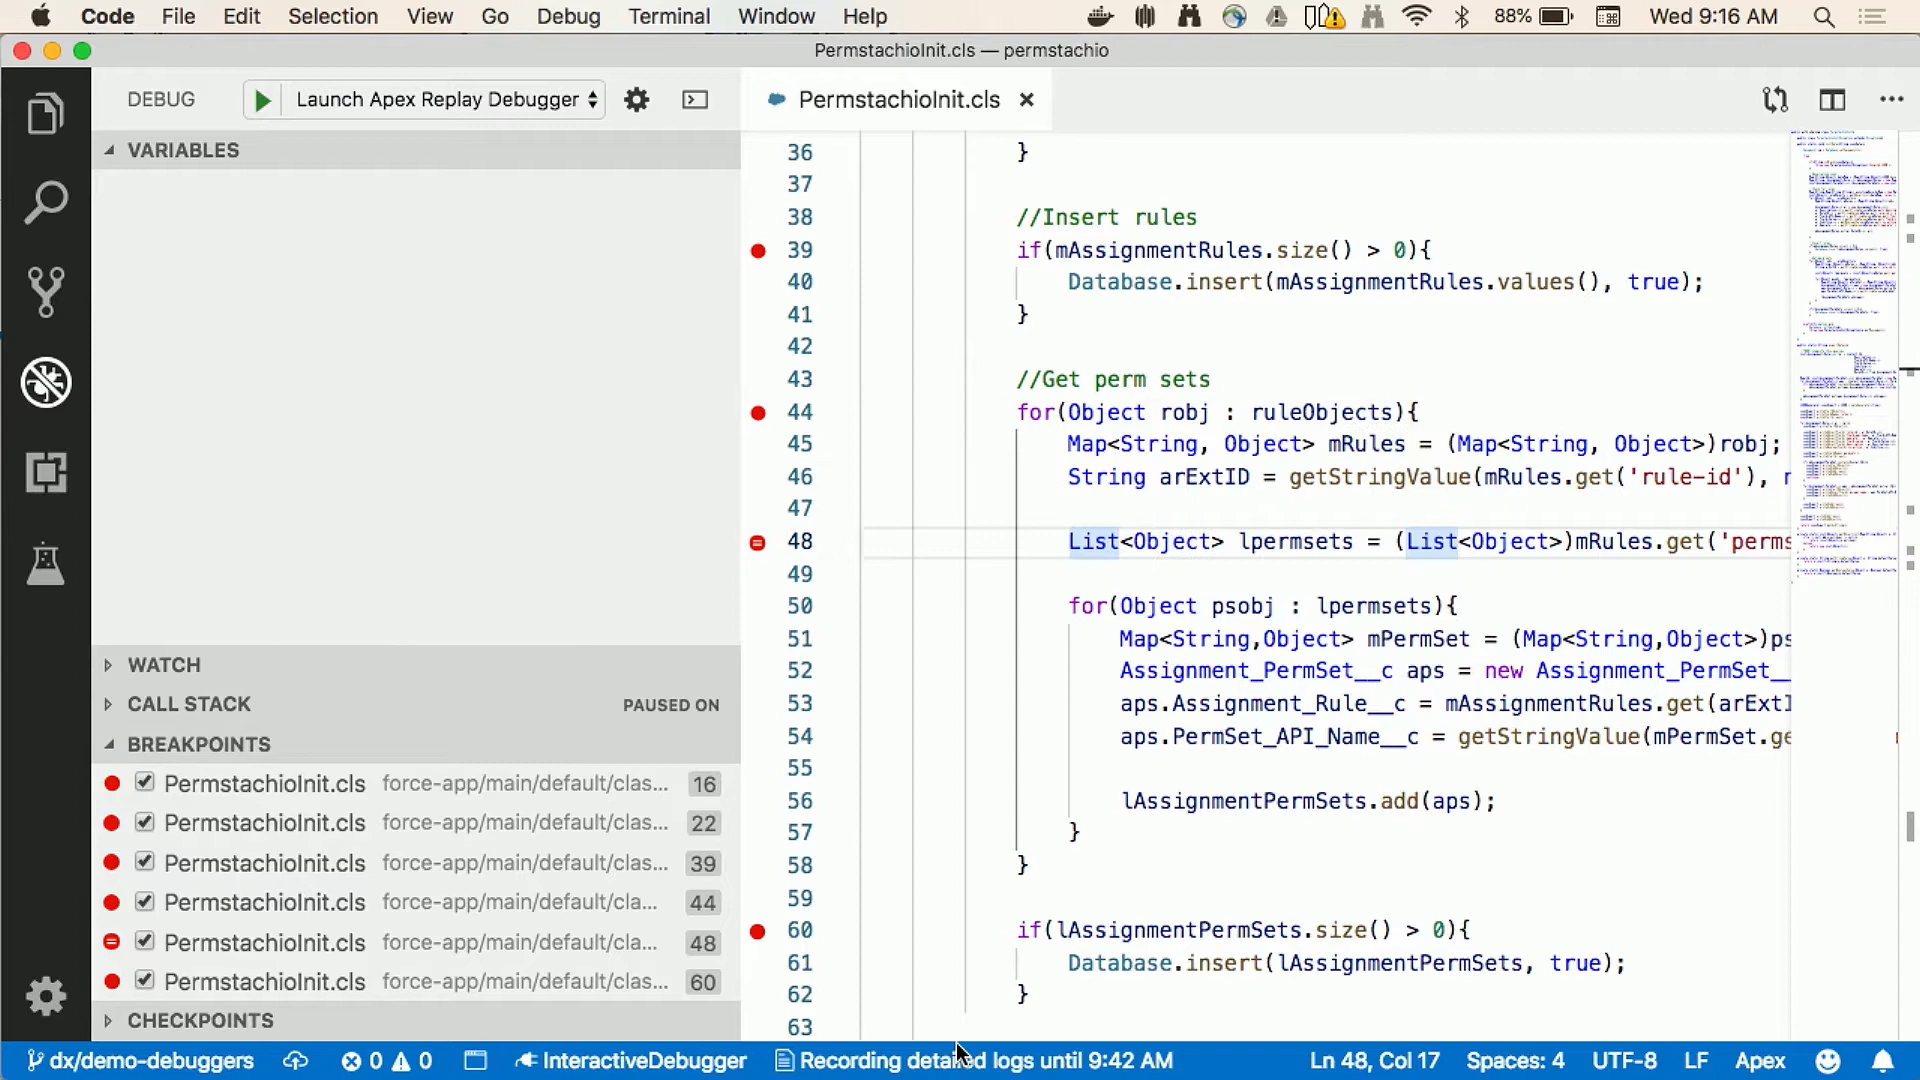 Code File Edit Selection View Go Debug Terminal Window Help 88% Wed 9:16 AM
PermstachioInit.cls — permstachio
DEBUG Launch Apex Replay Debugger PermstachioInit.cls
VARIABLES
36 }
37
38 //Insert rules
39 if(mAssignmentRules.size() > 0){
40 Database.insert(mAssignmentRules.values(), true);
41 }
42
43 //Get perm sets
44 for(Object robj : ruleObjects){
45 Map<String, Object> mRules = (Map<String, Object>)robj;
46 String arExtID = getStringValue(mRules.get('rule-id'),
47
48 List<Object> lpermsets = (List<Object>)mRules.get('perms
49
50 for(Object psobj : lpermsets){
51 Map<String,Object> mPermSet = (Map<String,Object>)ps
52 Assignment_PermSet__c aps = new Assignment_PermSet__
53 aps.Assignment_Rule__c = mAssignmentRules.get(arExtI
54 aps.PermSet_API_Name__c = getStringValue(mPermSet.ge
55
56 lAssignmentPermSets.add(aps);
57 }
58 }
59
60 if(lAssignmentPermSets.size() > 0){
61 Database.insert(lAssignmentPermSets, true);
62 }
63
WATCH
CALL STACK PAUSED ON
BREAKPOINTS
PermstachioInit.cls force-app/main/default/clas... 16
PermstachioInit.cls force-app/main/default/clas... 22
PermstachioInit.cls force-app/main/default/clas... 39
PermstachioInit.cls force-app/main/default/cla... 44
PermstachioInit.cls force-app/main/default/cla... 48
PermstachioInit.cls force-app/main/default/clas... 60
CHECKPOINTS
dx/demo-debuggers 0 0 InteractiveDebugger Recording detailed logs until 9:42 AM Ln 48, Col 17 Spaces: 4 UTF-8 LF Apex